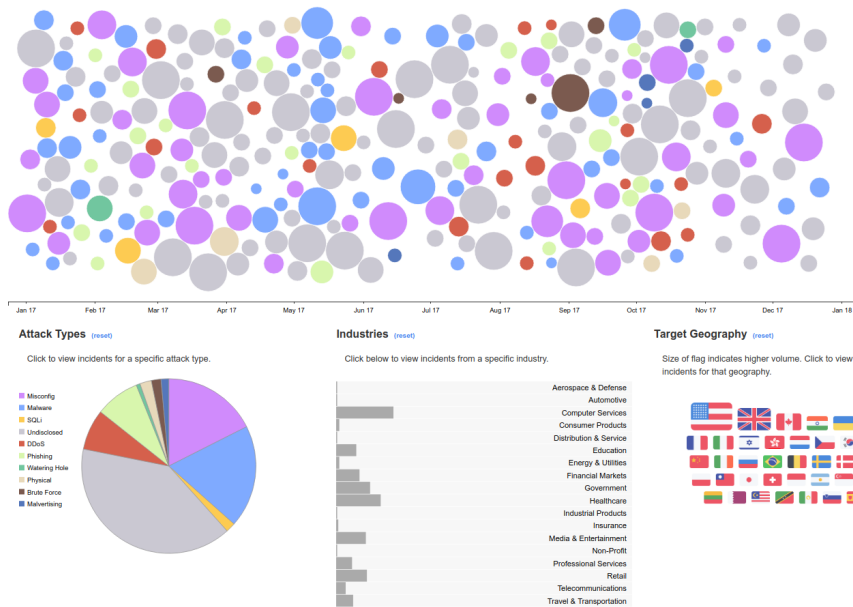 Jan 17 Feb 17 Mar 17 Apr 17 May 17 Jun 17 Jul 17 Aug 17 Sep 17 Oct 17 Nov 17 Dec 17 Jan 18
Attack Types (reset)
Click to view incidents for a specific attack type.
Misconfig
Malware
SQLi
Undisclosed
DDoS
Phishing
Watering Hole
Physical
Brute Force
Malvertising
Industries (reset)
Click below to view incidents from a specific industry.
Aerospace & Defense
Automotive
Computer Services
Consumer Products
Distribution & Service
Education
Energy & Utilities
Financial Markets
Government
Healthcare
Industrial Products
Insurance
Media & Entertainment
Non-Profit
Professional Services
Retail
Telecommunications
Travel & Transportation
Target Geography (reset)
Size of flag indicates higher volume. Click to view
incidents for that geography.